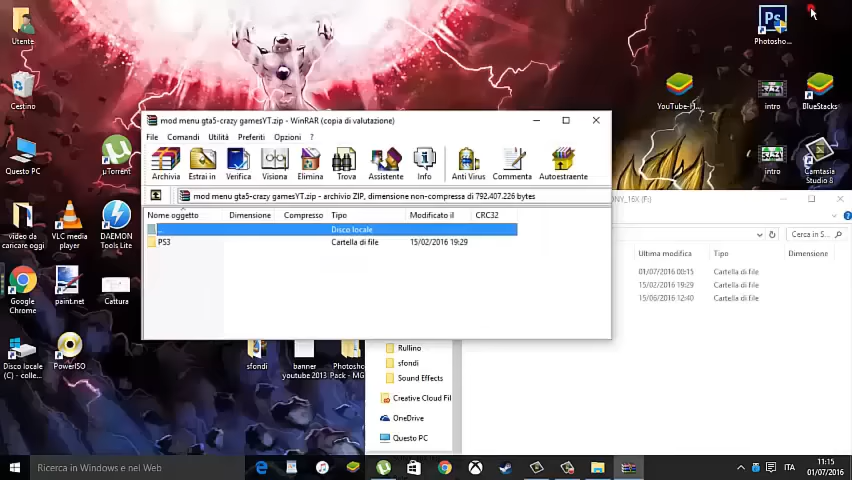 Utente
Cestino
Questo PC
µTorrent
video da
caricare oggi
VLC media
player
DAEMON
Tools Lite
Google
Chrome
paint.net
Cattura
Disco locale
(C) - colle...
PowerISO
sfondi
banner
youtube 2013
Photosho
Pack - MG
Ps
Photosho...
intro
BlueStacks
intro
Camtasia
Studio 8
mod menu gta5-crazy gamesYT.zip - WinRAR (copia di valutazione)
File Comandi Utilità Preferiti Opzioni ?
Archivia Estrai in Verifica Visiona Elimina Trova Assistente Info Anti Virus Commenta Autoestraente
mod menu gta5-crazy gamesYT.zip - archivio ZIP, dimensione non-compressa di 792.407.226 bytes
Nome oggetto Dimensione Compresso Tipo Modificato il CRC32
.. Disco locale
PS3 Cartella di file 15/02/2016 19:29
ONY_16X (F:)
Cerca in S...
Ultima modifica Tipo Dimensione
01/07/2016 00:15 Cartella di file
15/02/2016 19:29 Cartella di file
15/06/2016 12:40 Cartella di file
Rullino
sfondi
Sound Effects
Creative Cloud Fil
OneDrive
Questo PC
Cerca in Windows e nel Web
ITA
11:15
01/07/2016